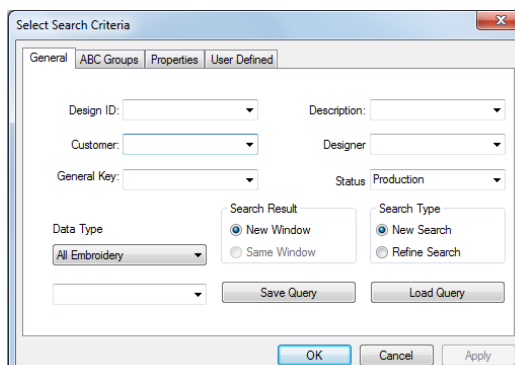 Select Search Criteria
General ABC Groups Properties User Defined
Design ID: Description:
Customer: Designer
General Key: Status Production
Search Result Search Type
Data Type New Window New Search
All Embroidery Same Window Refine Search
Save Query Load Query
OK Cancel Apply